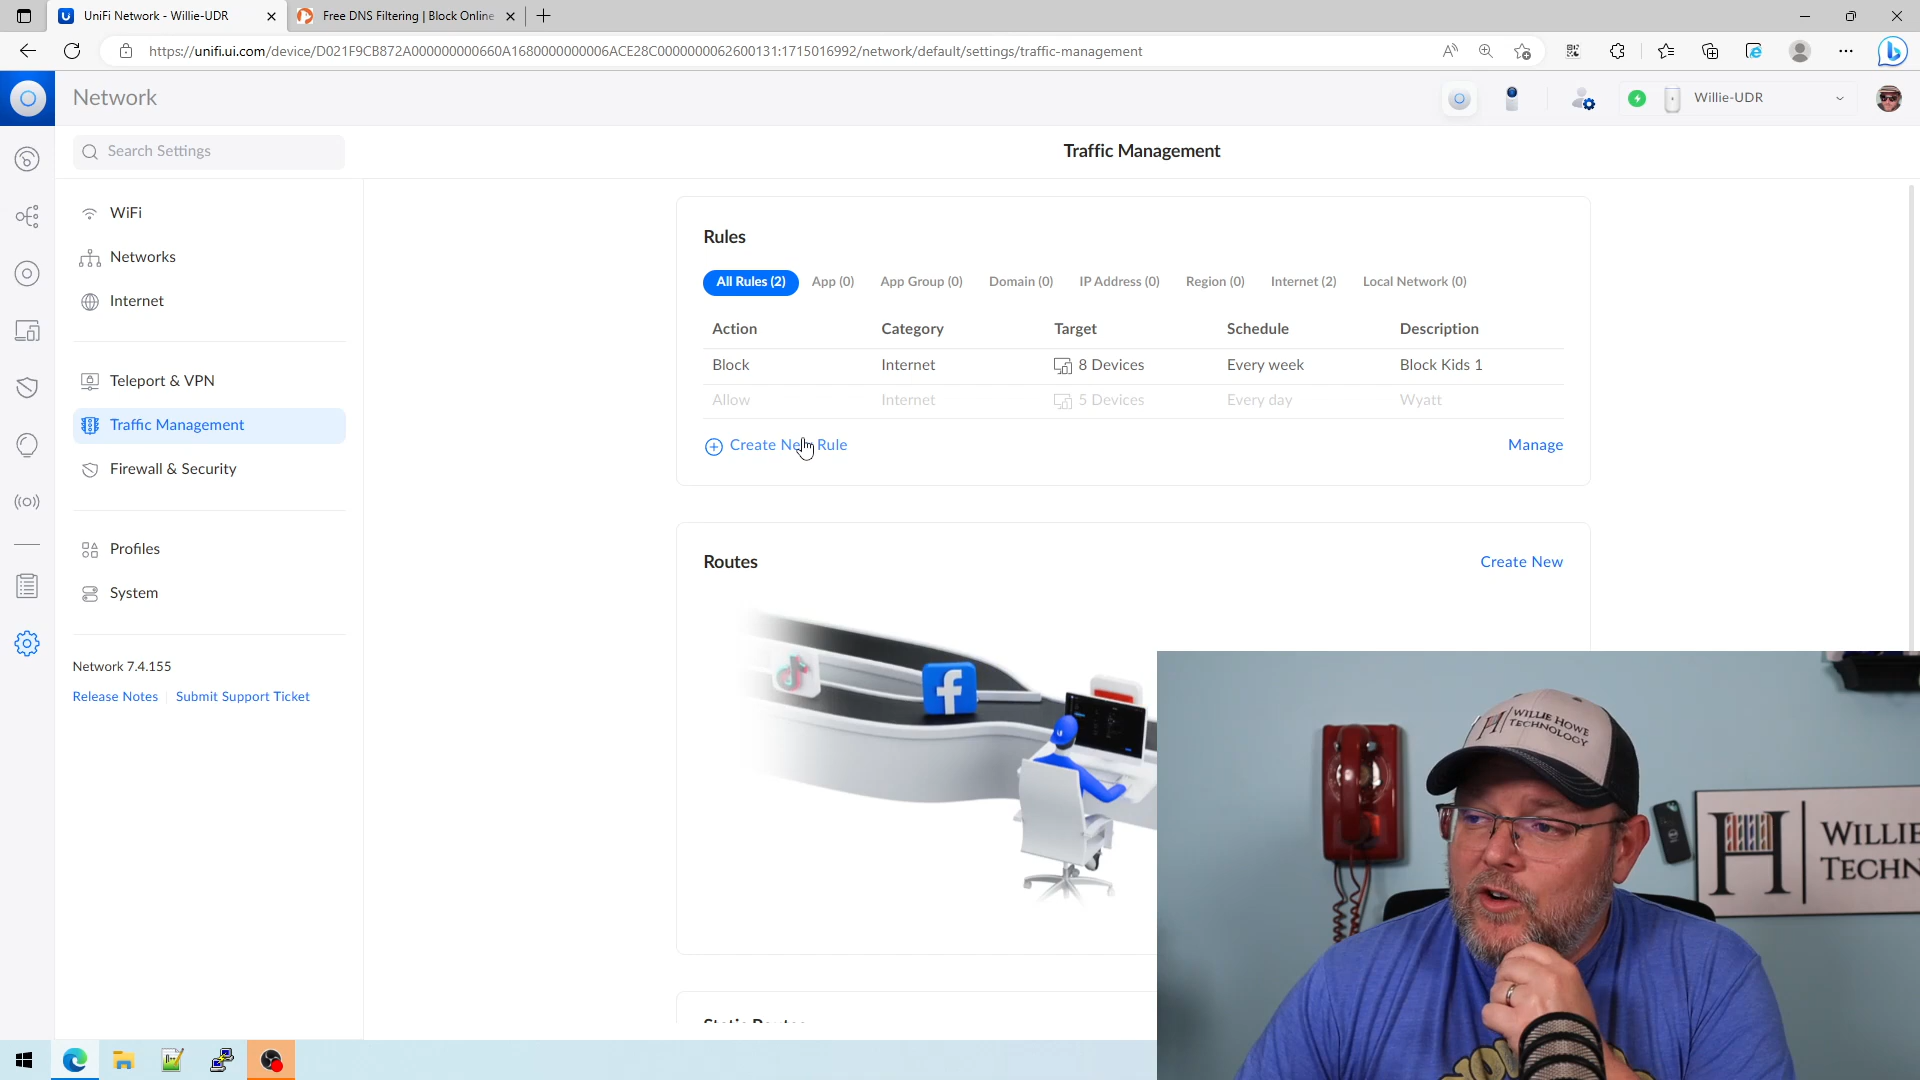 UniFi Network - Willie-UDR
Free DNS Filtering | Block Online
https://unifi.ui.com/device/D021F9CB872A000000000660A1680000000006ACE28C0000000062600131:1715016992/network/default/settings/traffic-management
Network
Willie-UDR
Search Settings
Traffic Management
WiFi
Networks
Internet
Teleport & VPN
Traffic Management
Firewall & Security
Profiles
System
Network 7.4.155
Release Notes
Submit Support Ticket
Rules
All Rules (2) App (0) App Group (0) Domain (0) IP Address (0) Region (0) Internet (2) Local Network (0)
Action Category Target Schedule Description
Block Internet 8 Devices Every week Block Kids 1
Allow Internet 5 Devices Every day Wyatt
Create New Rule
Manage
Routes
Create New
Static Routes
WILLIE HOWE
TECHNOLOGY
WILLIE
TECHN